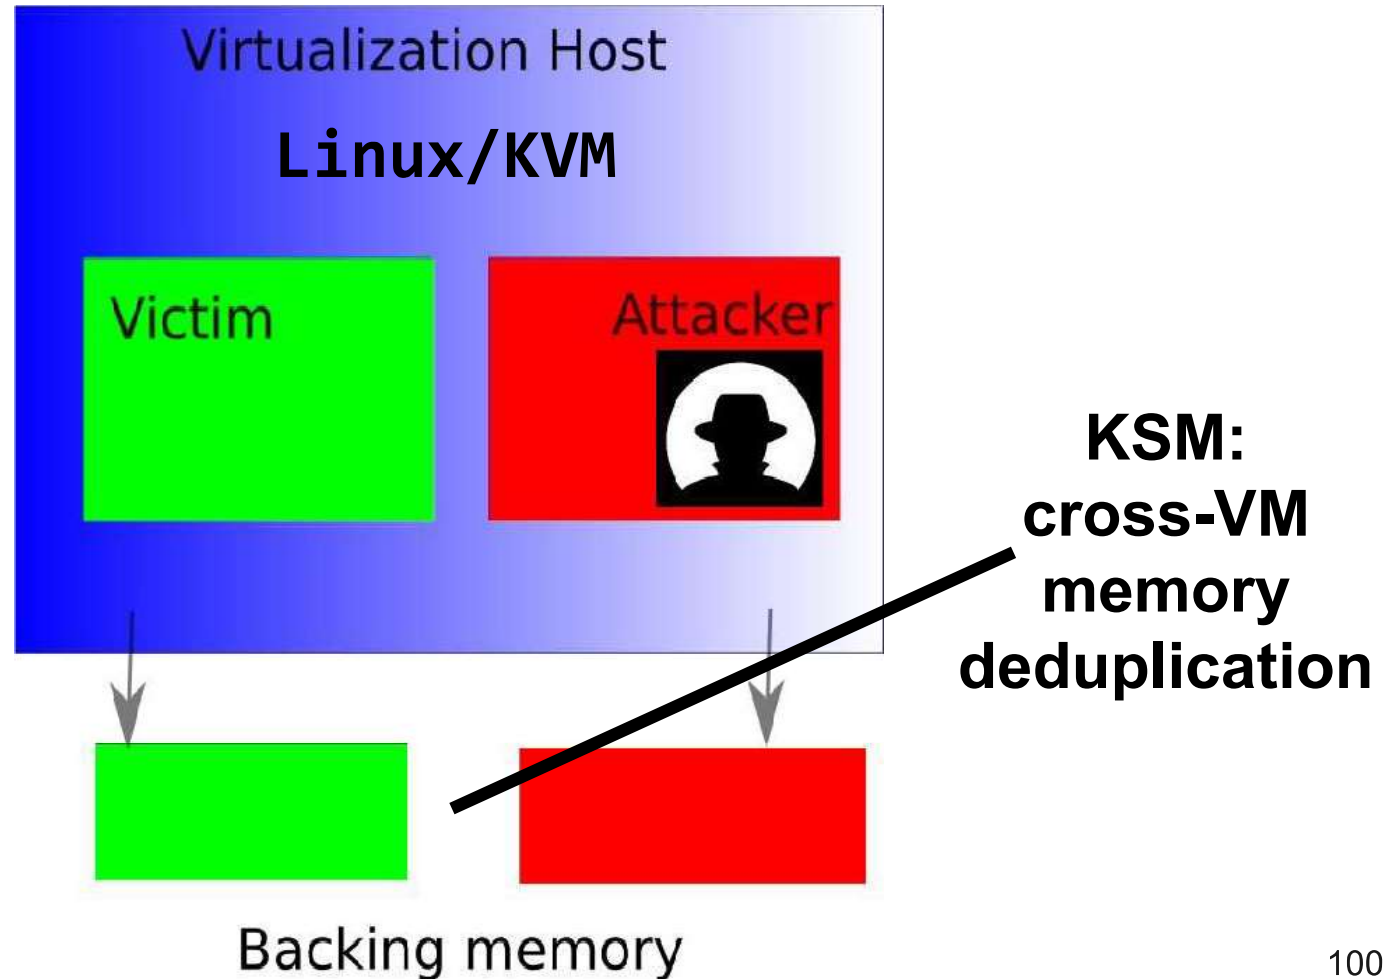 Virtualization Host
Linux/KVM
Victim
Attacker
KSM:
cross-VM
memory
deduplication
Backing memory
100